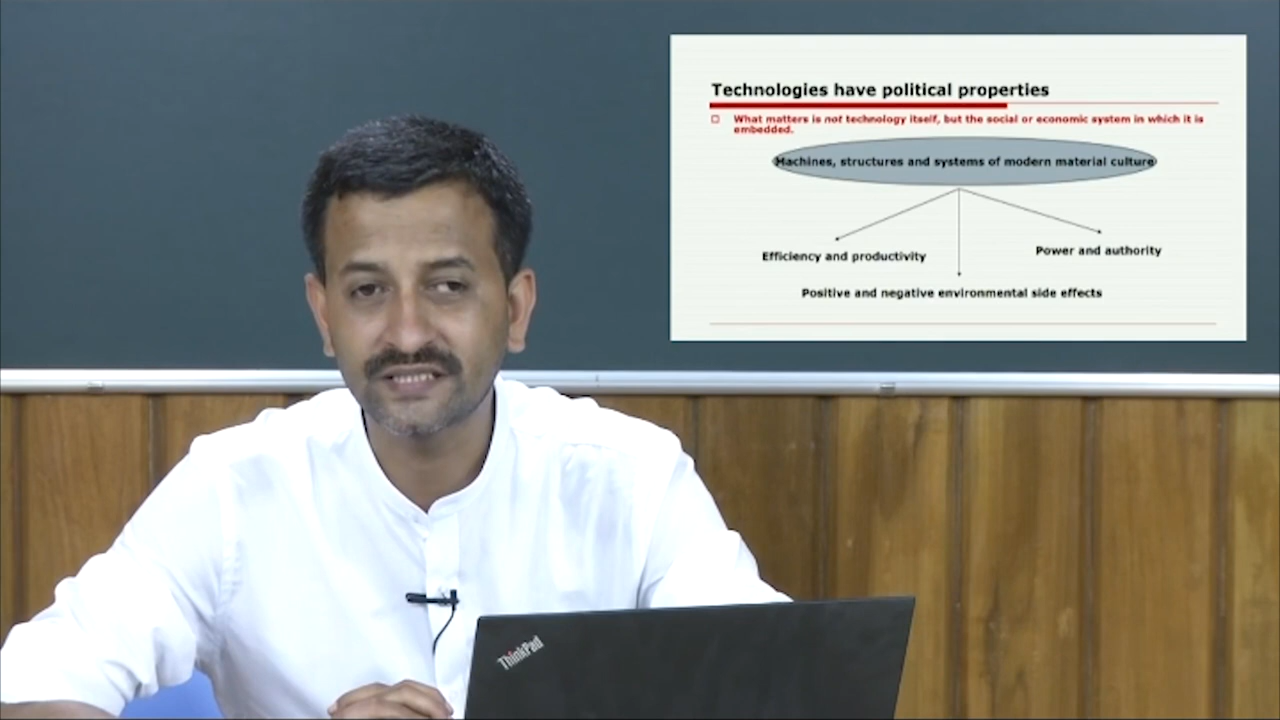 Technologies have political properties
What matters is not technology itself, but the social or economic system in which it is
embedded.
Machines, structures and systems of modern material culture
Efficiency and productivity
Power and authority
Positive and negative environmental side effects
ThinkPad